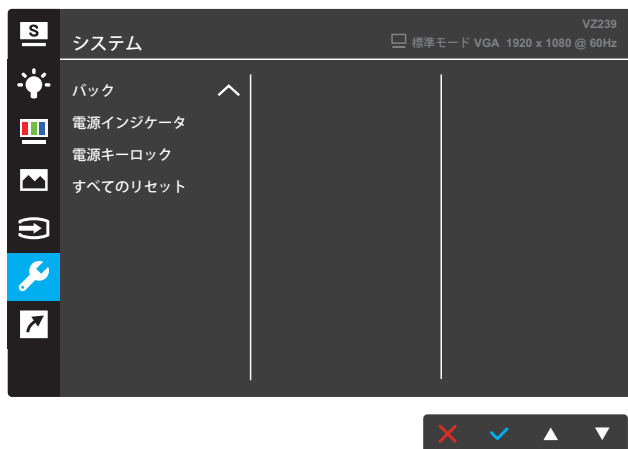 S
VZ239
システム
標準モード VGA 1920 x 1080 @ 60Hz
バック
電源インジケータ
電源キーロック
すべてのリセット